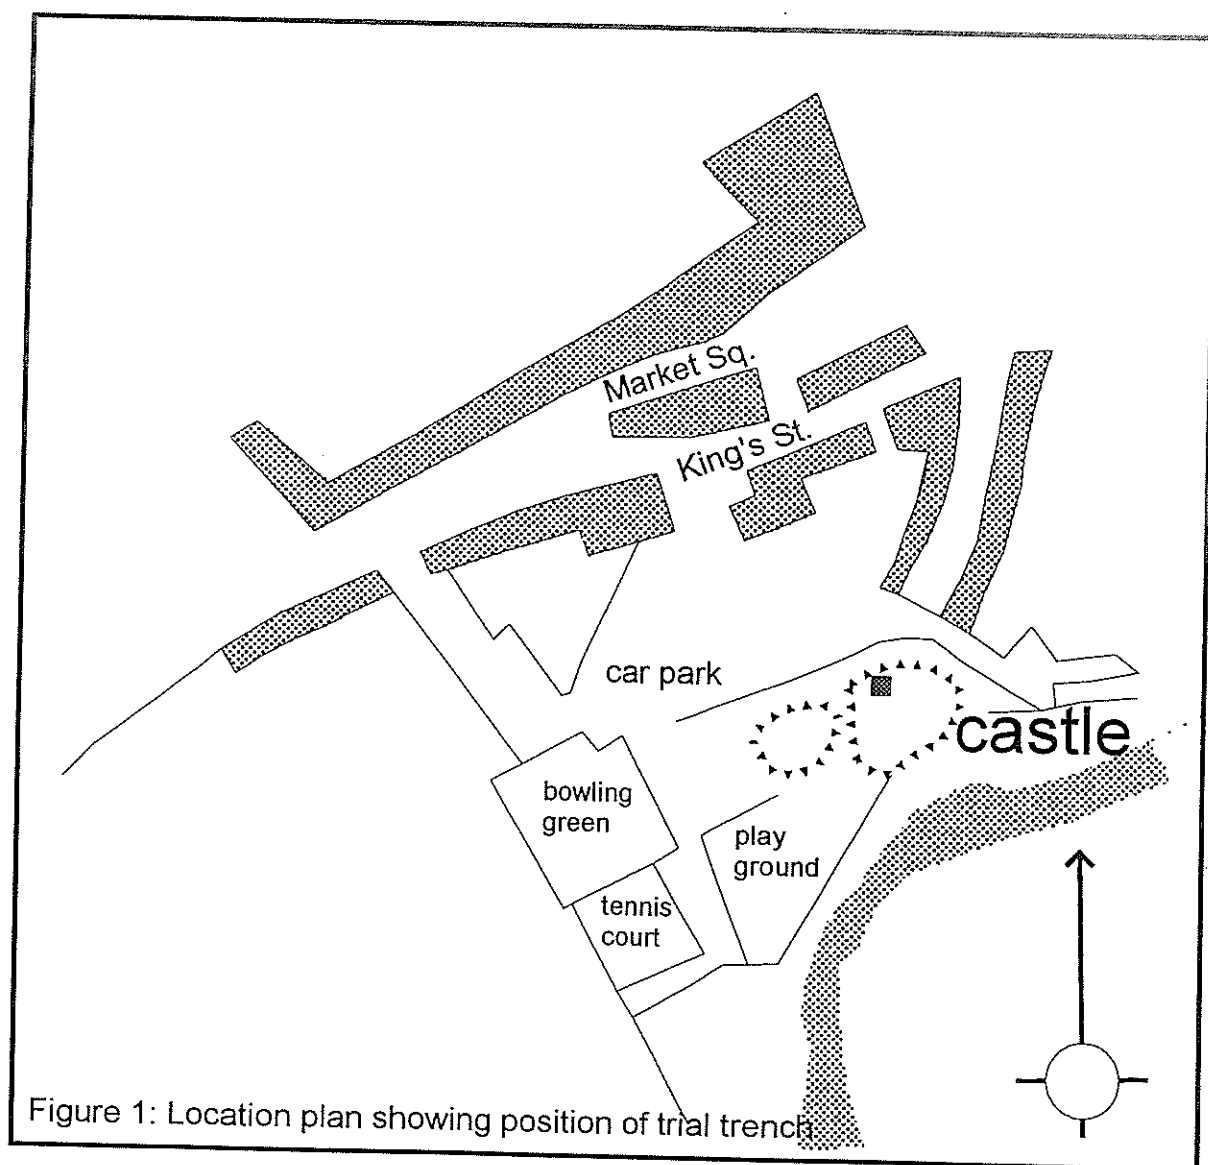 Market Sq.
King's St.
car park
castle
bowling
green
play
ground
tennis
court
Figure 1: Location plan showing position of trial trench